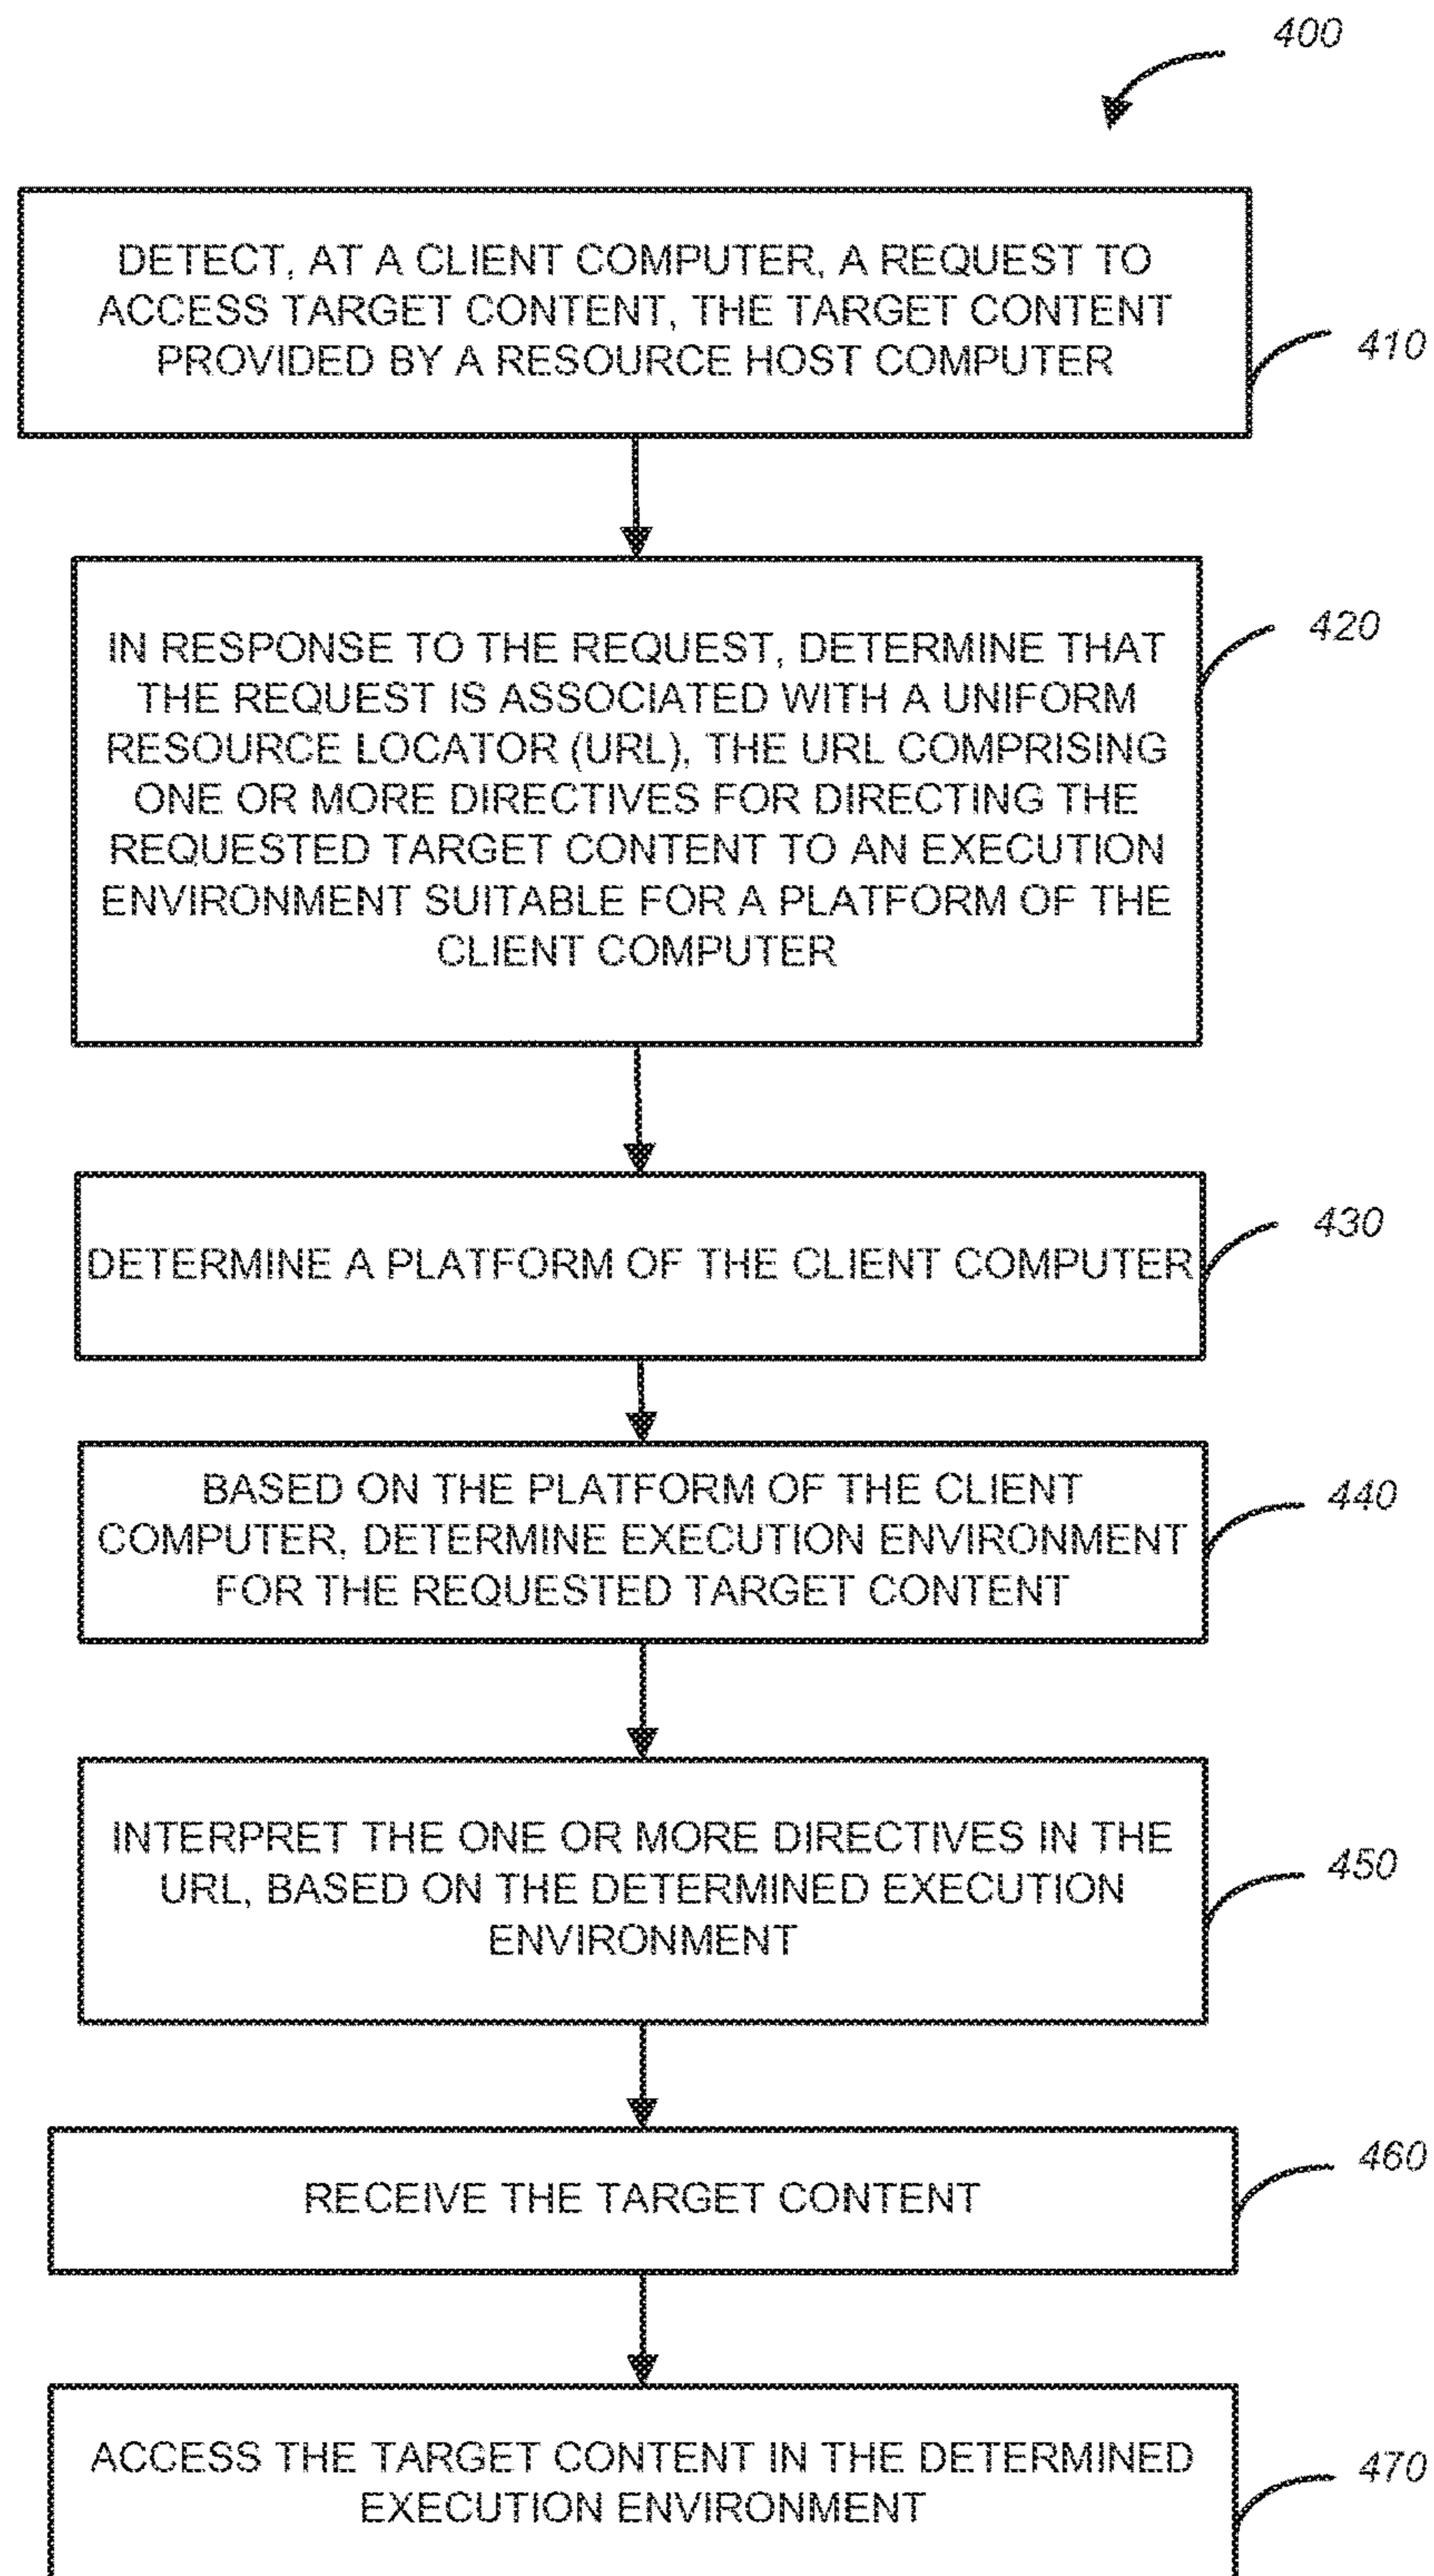 400
DETECT, AT A CLIENT COMPUTER, A REQUEST TO
ACCESS TARGET CONTENT, THE TARGET CONTENT
PROVIDED BY A RESOURCE HOST COMPUTER
410
IN RESPONSE TO THE REQUEST, DETERMINE THAT
THE REQUEST IS ASSOCIATED WITH A UNIFORM
RESOURCE LOCATOR (URL), THE URL COMPRISING
ONE OR MORE DIRECTIVES FOR DIRECTING THE
REQUESTED TARGET CONTENT TO AN EXECUTION
ENVIRONMENT SUITABLE FOR A PLATFORM OF THE
CLIENT COMPUTER
420
DETERMINE A PLATFORM OF THE CLIENT COMPUTER
430
BASED ON THE PLATFORM OF THE CLIENT
COMPUTER, DETERMINE EXECUTION ENVIRONMENT
FOR THE REQUESTED TARGET CONTENT
440
INTERPRET THE ONE OR MORE DIRECTIVES IN THE
URL, BASED ON THE DETERMINED EXECUTION
ENVIRONMENT
450
RECEIVE THE TARGET CONTENT
460
ACCESS THE TARGET CONTENT IN THE DETERMINED
EXECUTION ENVIRONMENT
470